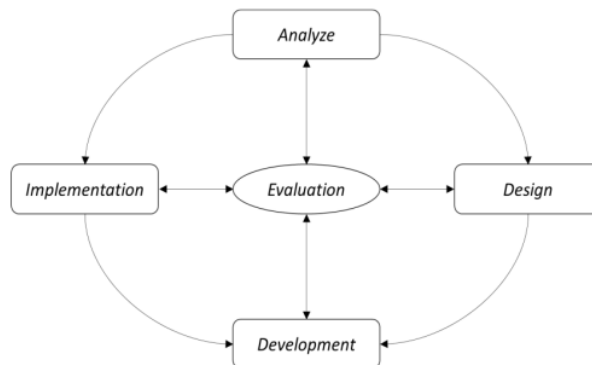 Analyze
Implementation
Evaluation
Design
Development